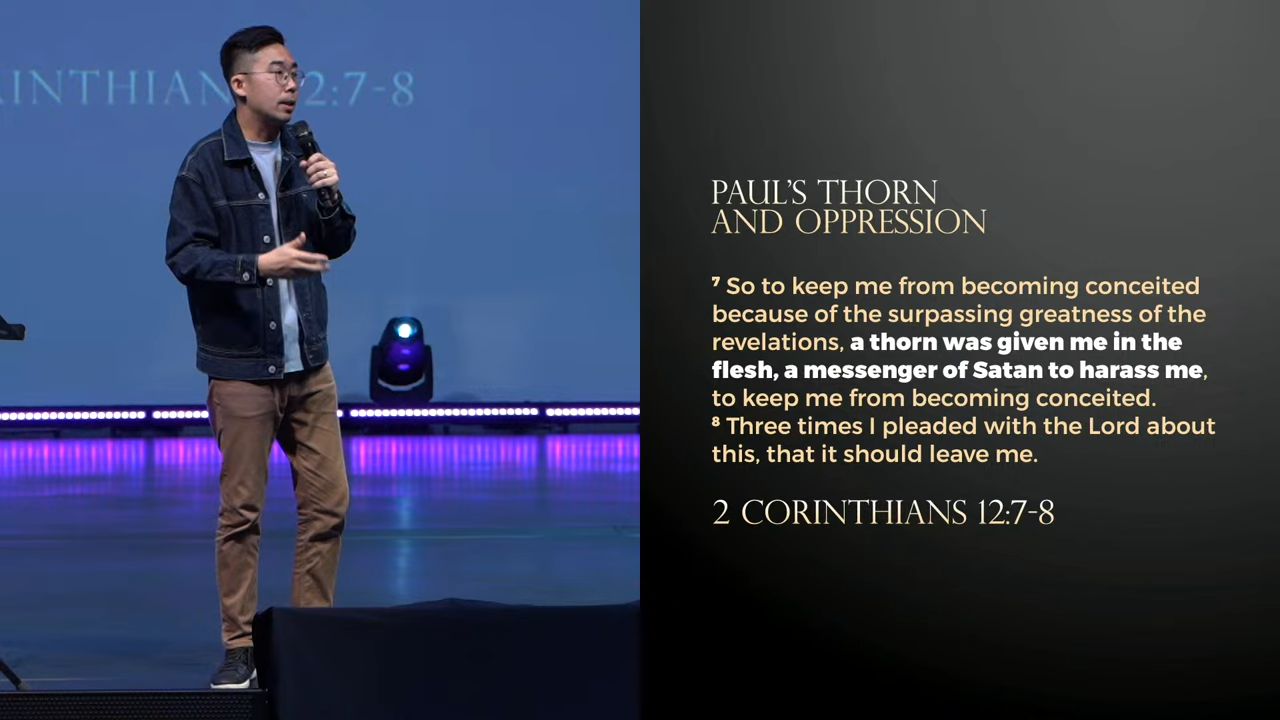 RINTHIAN 2:7-8
PAUL'S THORN
AND OPPRESSION
⁷ So to keep me from becoming conceited
because of the surpassing greatness of the
revelations, a thorn was given me in the
flesh, a messenger of Satan to harass me,
to keep me from becoming conceited.
⁸ Three times I pleaded with the Lord about
this, that it should leave me.
2 CORINTHIANS 12:7-8